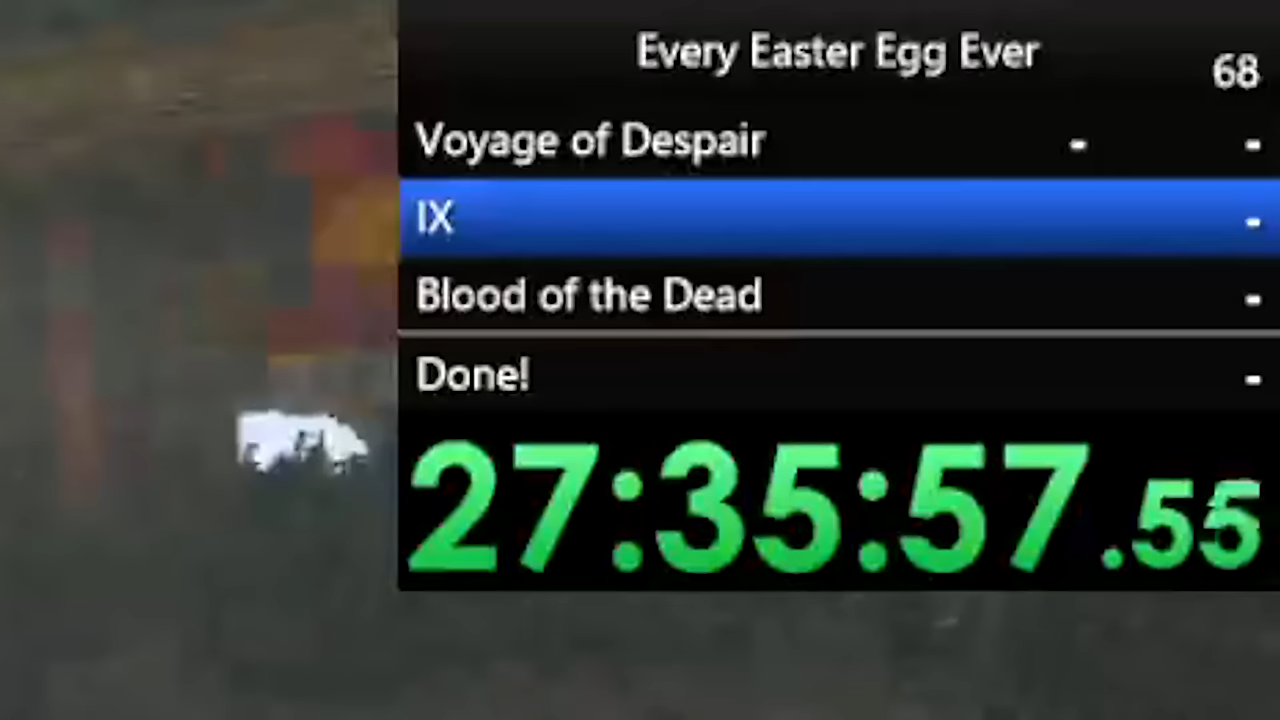 Every Easter Egg Ever
68
Voyage of Despair - -
IX -
Blood of the Dead -
Done! -
27:35:57.55